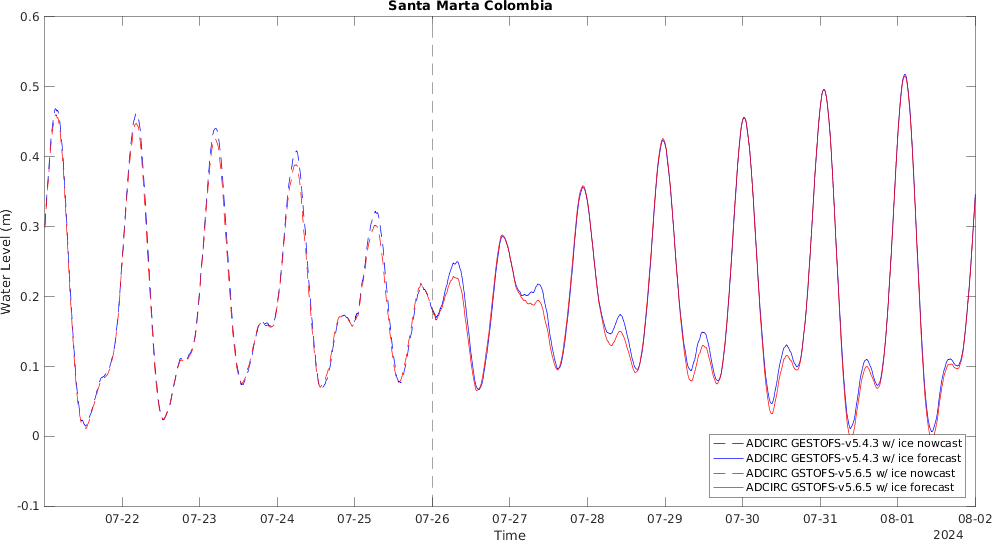 Santa Marta Colombia
0.6
0.5
0.4
0.3
0.2
0.1
0
-0.1
Water Level (m)
07-22 07-23 07-24 07-25 07-26 07-27 07-28 07-29 07-30 07-31 08-01 08-02
Time
2024
ADCIRC GESTOFS-v5.4.3 w/ ice nowcast
ADCIRC GESTOFS-v5.4.3 w/ ice forecast
ADCIRC GSTOFS-v5.6.5 w/ ice nowcast
ADCIRC GSTOFS-v5.6.5 w/ ice forecast